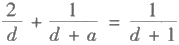 2/d + 1/(d + a) = 1/(d + 1)